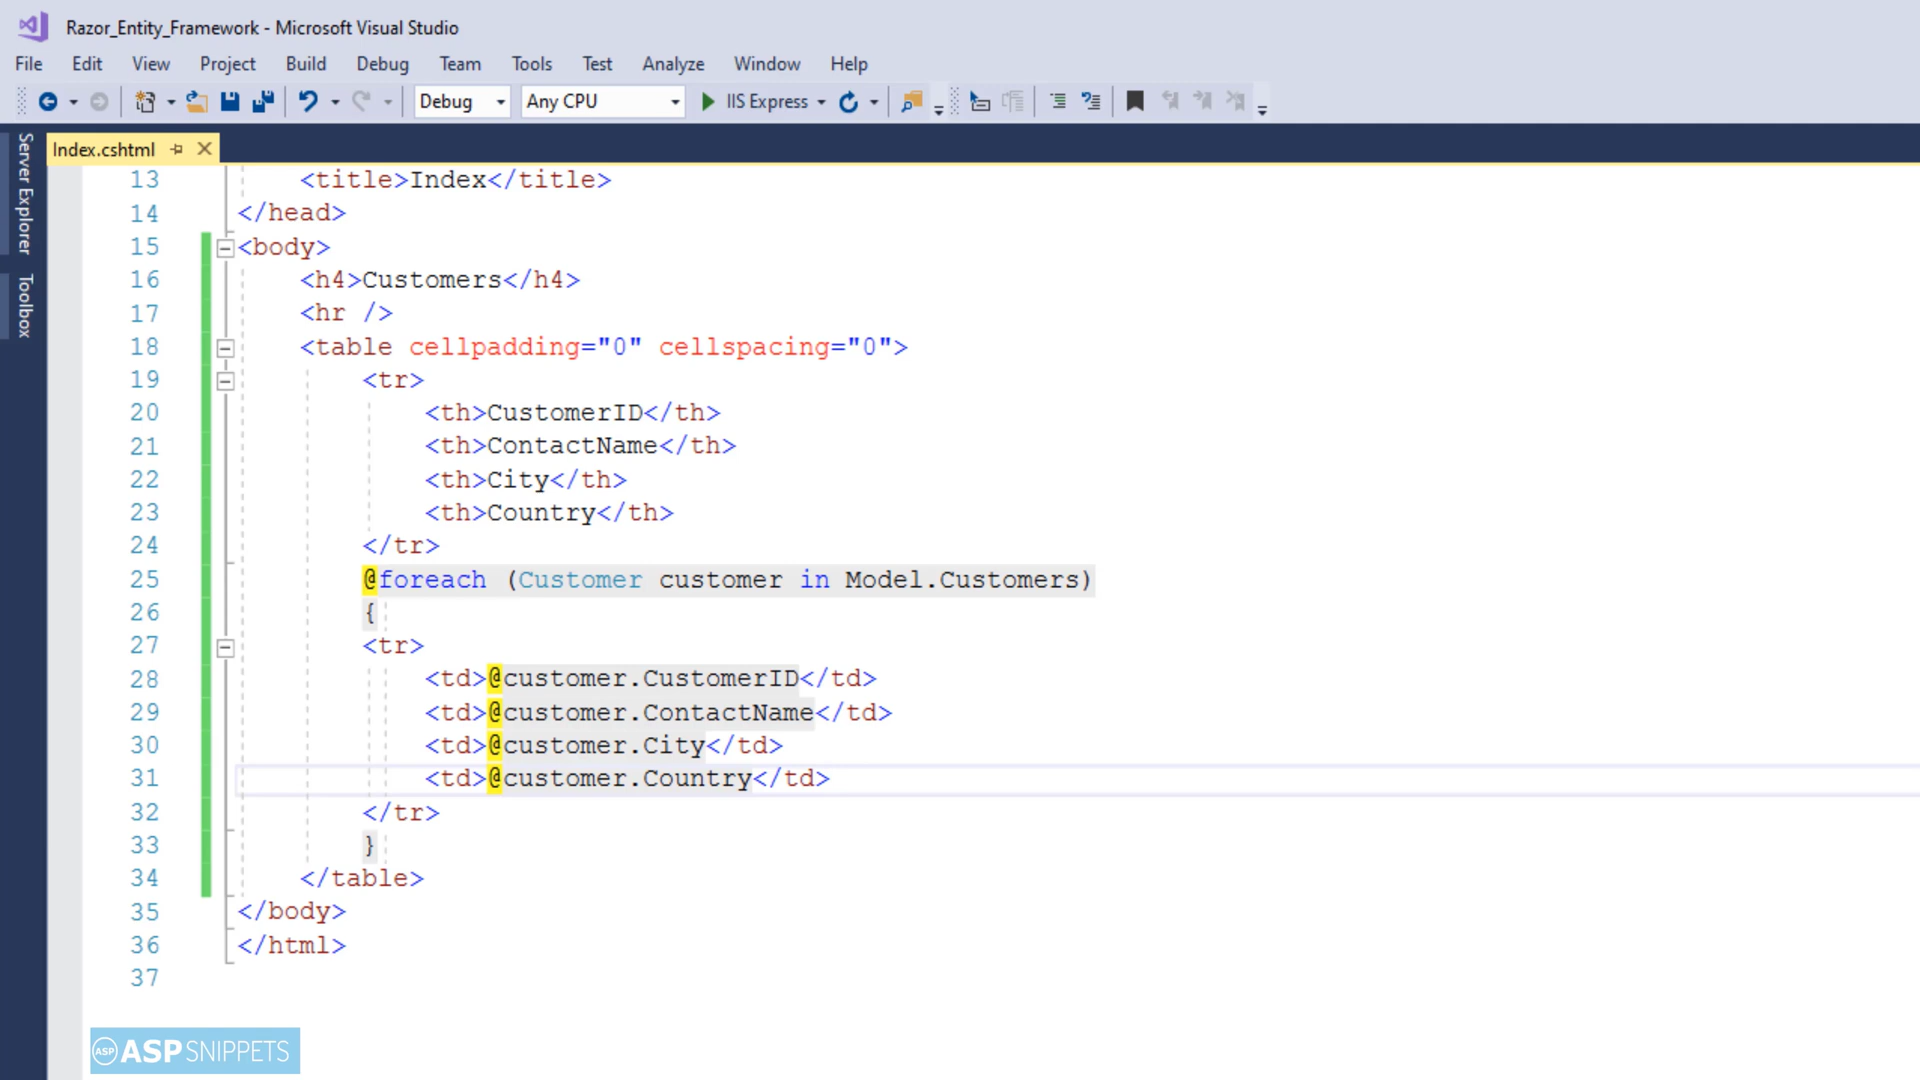 Razor_Entity_Framework - Microsoft Visual Studio
File Edit View Project Build Debug Team Tools Test Analyze Window Help
Debug Any CPU IIS Express
Index.cshtml
Server Explorer
Toolbox
13 <title>Index</title>
14 </head>
15 <body>
16 <h4>Customers</h4>
17 <hr />
18 <table cellpadding="0" cellspacing="0">
19 <tr>
20 <th>CustomerID</th>
21 <th>ContactName</th>
22 <th>City</th>
23 <th>Country</th>
24 </tr>
25 @foreach (Customer customer in Model.Customers)
26 {
27 <tr>
28 <td>@customer.CustomerID</td>
29 <td>@customer.ContactName</td>
30 <td>@customer.City</td>
31 <td>@customer.Country</td>
32 </tr>
33 }
34 </table>
35 </body>
36 </html>
37
ASP ASPSNIPPETS